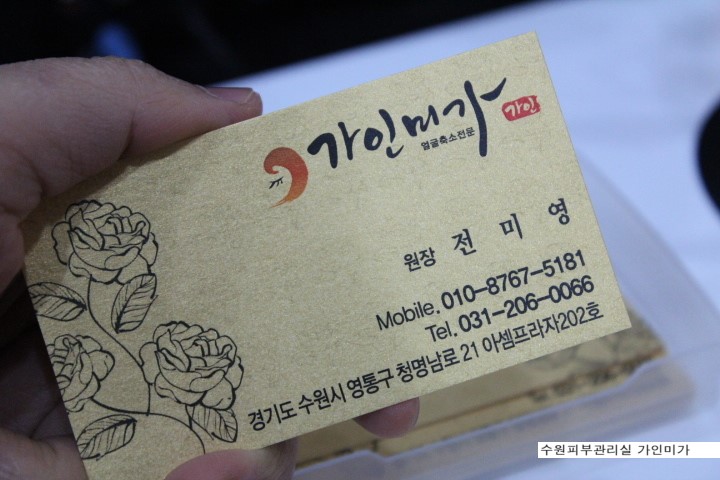 가인미가
가인
얼굴축소전문
원장 전미영
Mobile. 010-8767-5181
Tel. 031-206-0066
경기도 수원시 영통구 청명남로 21 아셈프라자202호
수원피부관리실 가인미가